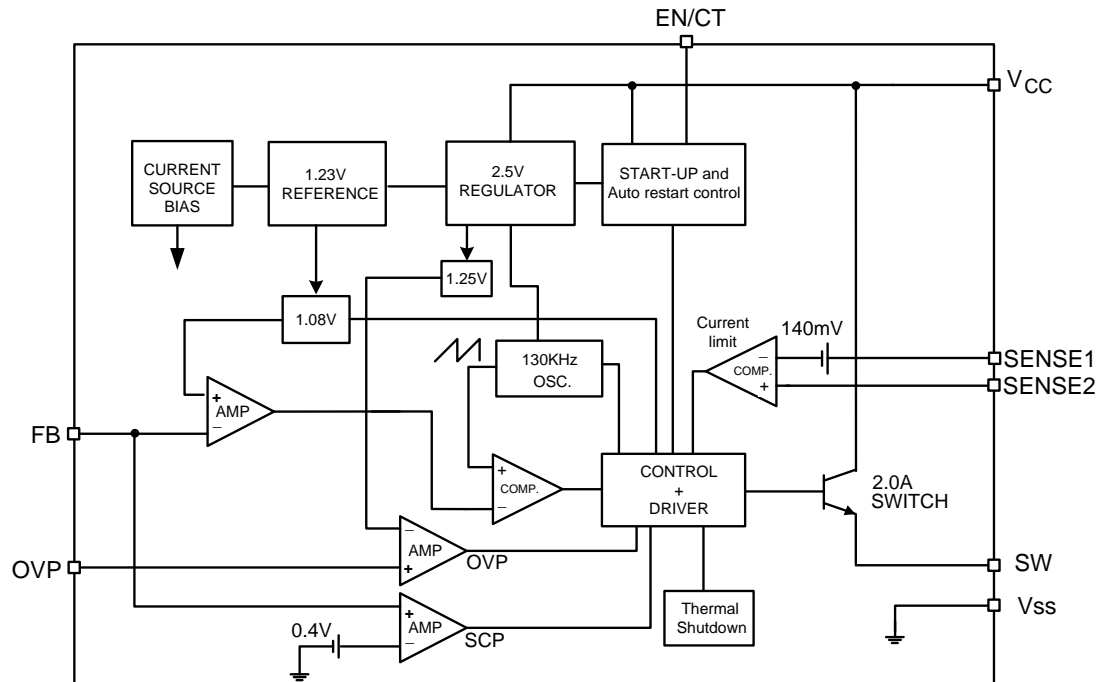 EN/CT
VCC
CURRENT
SOURCE
BIAS
1.23V
REFERENCE
2.5V
REGULATOR
START-UP and
Auto restart control
1.25V
1.08V
130KHz
OSC.
Current
limit
140mV
−
COMP.
+
SENSE1
SENSE2
+
AMP
−
FB
+
COMP.
−
CONTROL
+
DRIVER
2.0A
SWITCH
−
AMP
+
OVP
OVP
SW
+
AMP
−
SCP
0.4V
Thermal
Shutdown
Vss